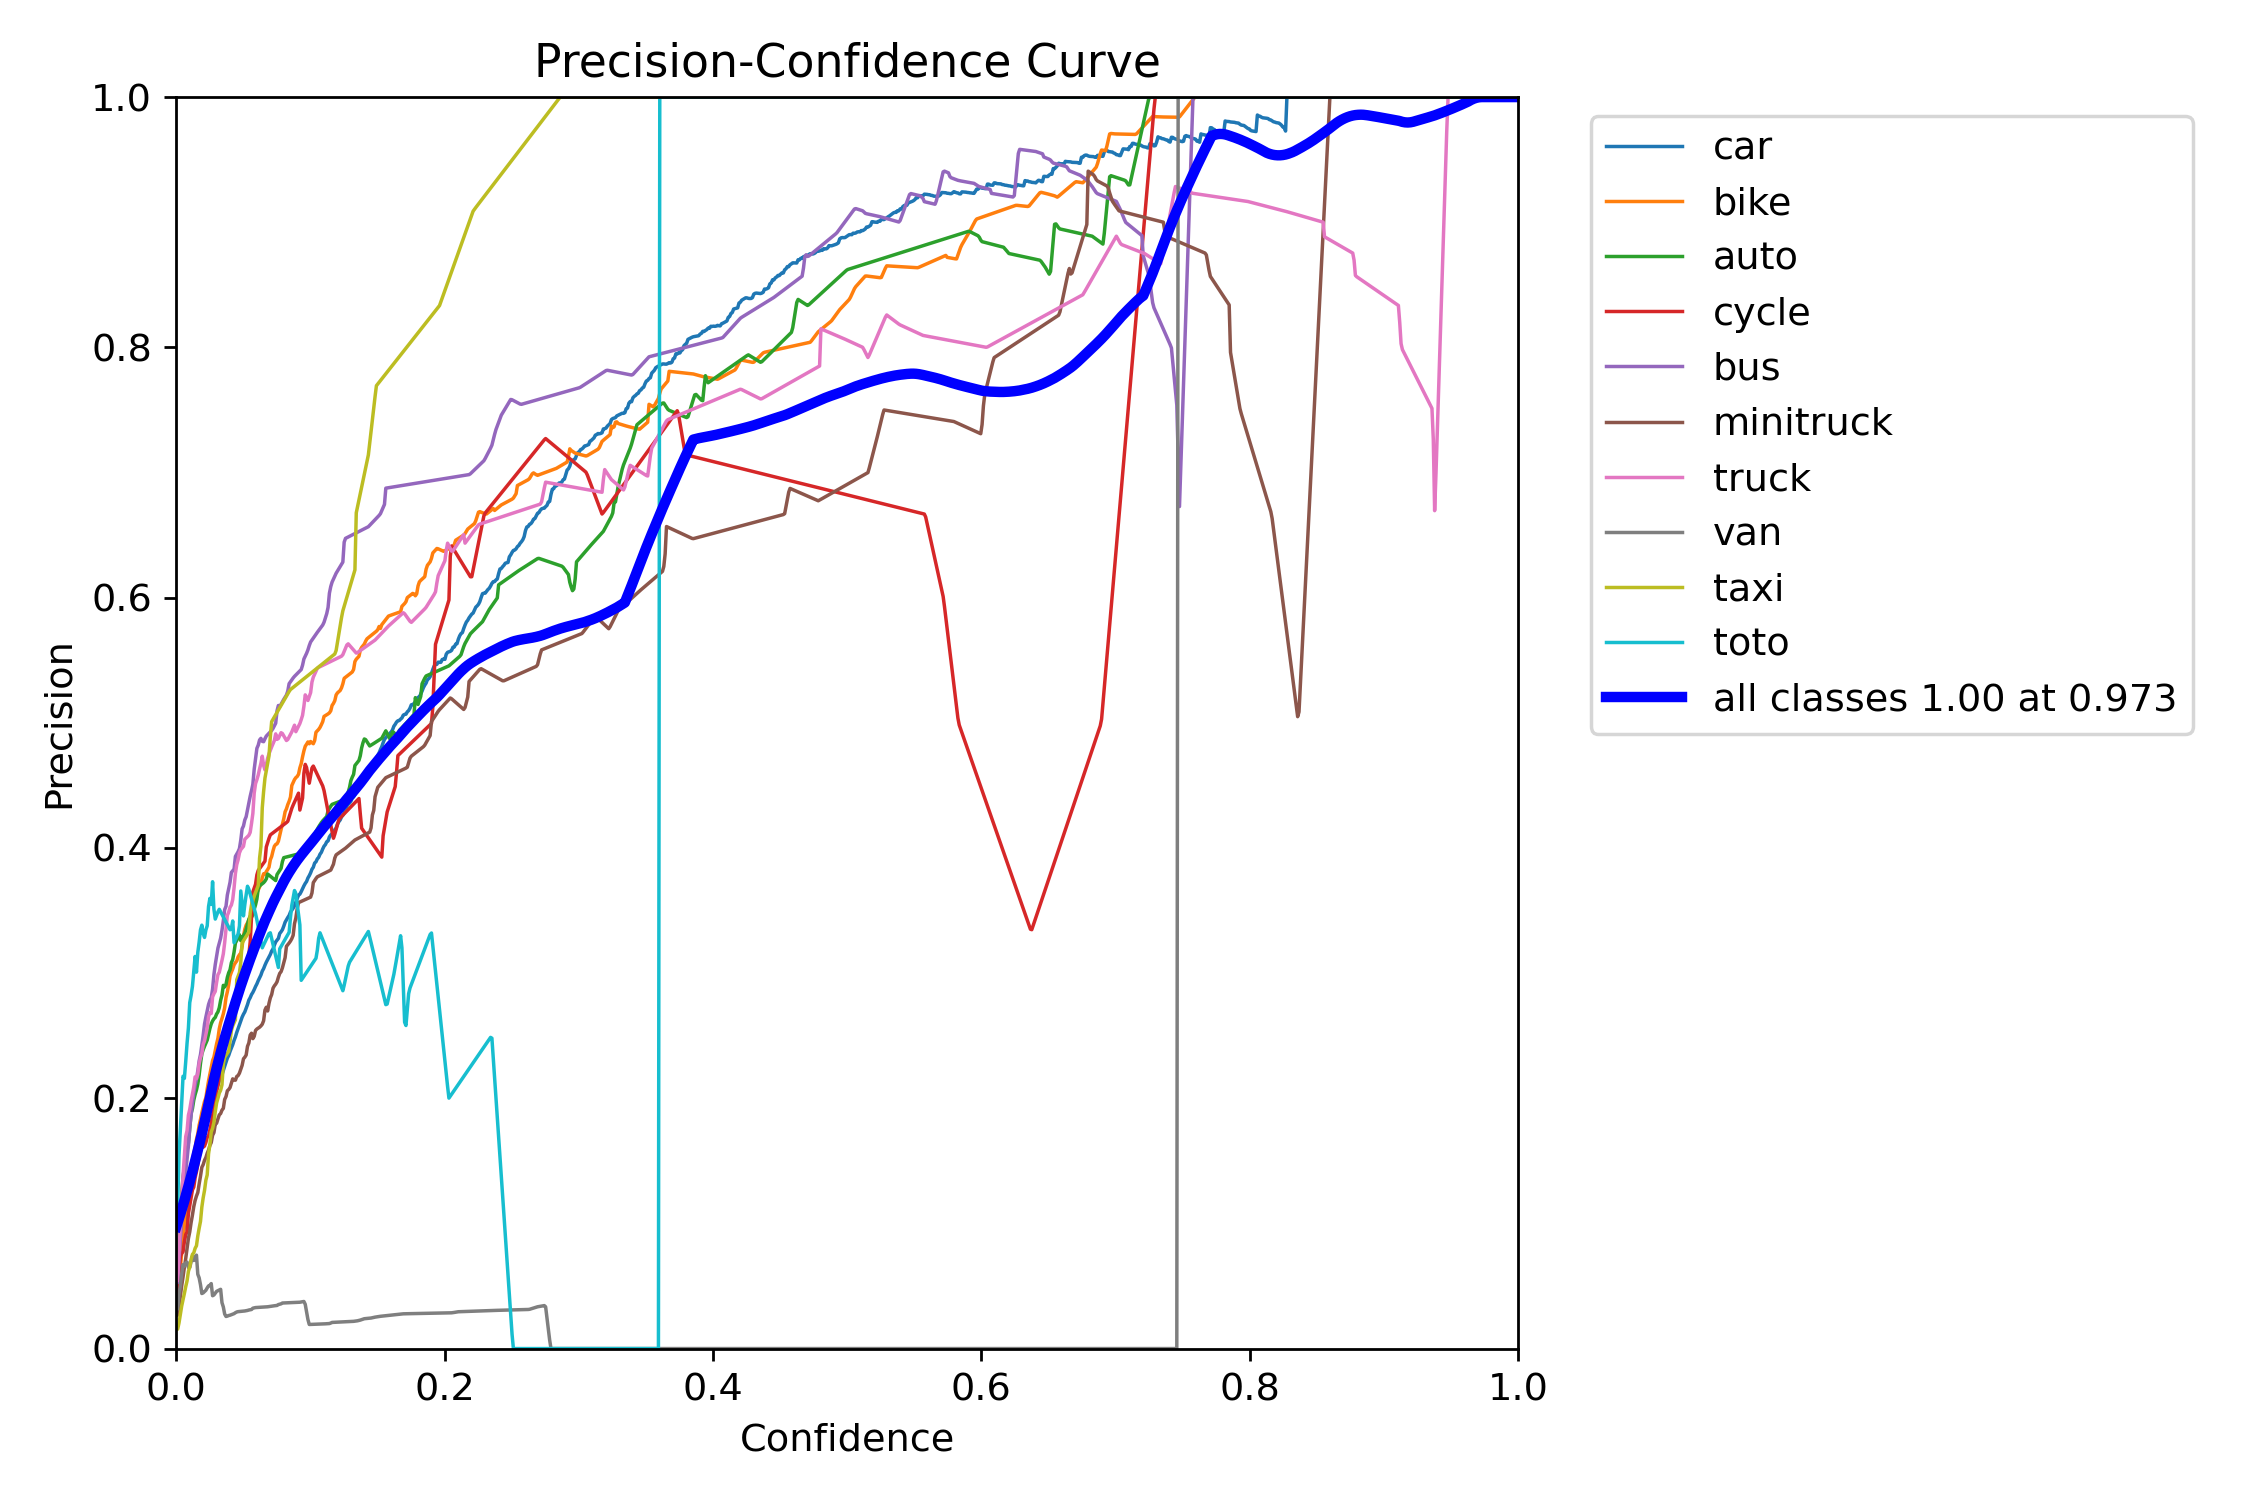 Precision-Confidence Curve
1.0
0.8
0.6
0.4
0.2
0.0
Precision
0.0 0.2 0.4 0.6 0.8 1.0
Confidence
car
bike
auto
cycle
bus
minitruck
truck
van
taxi
toto
all classes 1.00 at 0.973